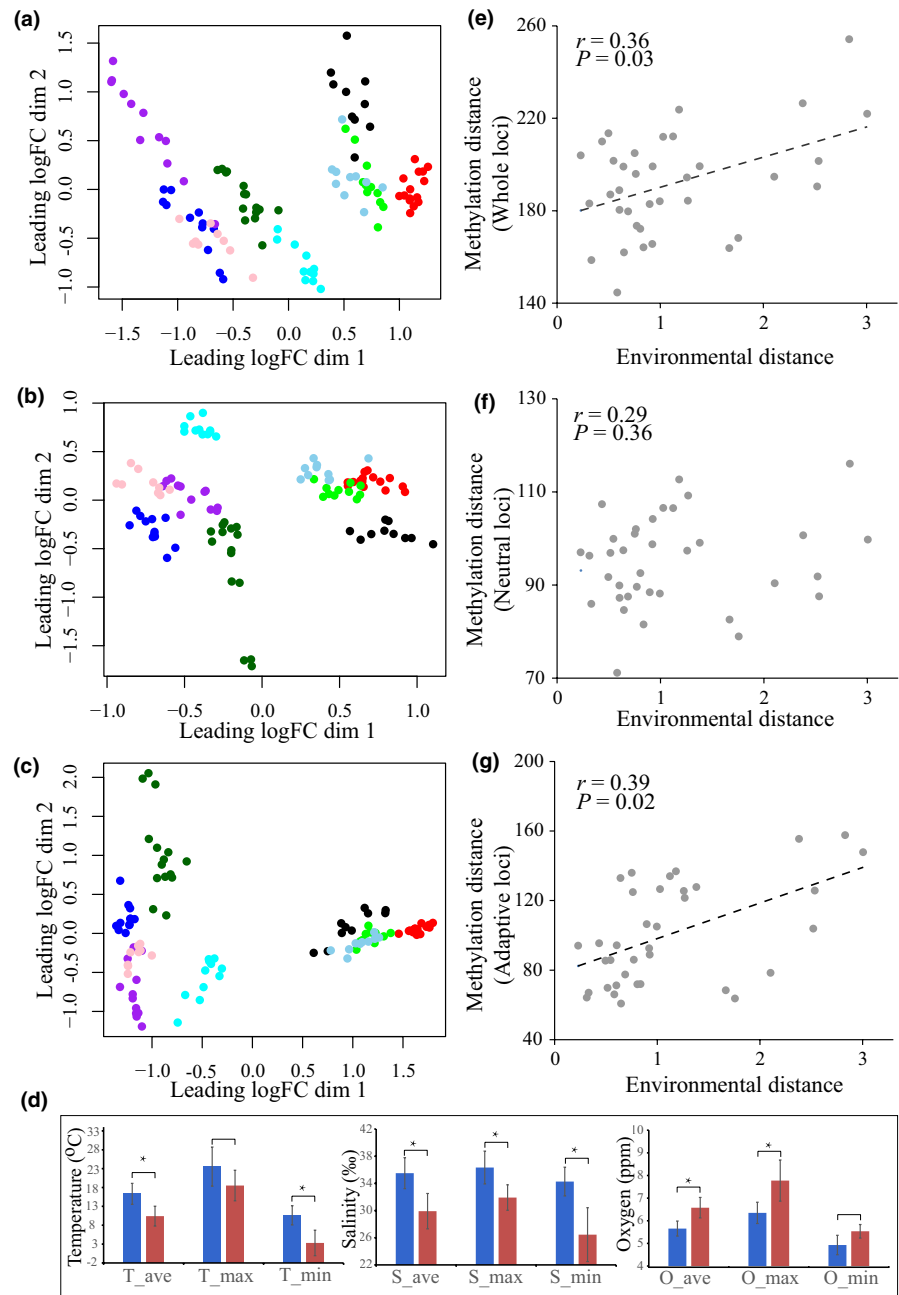 (a)
1.5
1.0
0.5
0.0
−0.5
−1.0
Leading logFC dim 2
−1.5
−1.0
−0.5
0.0
0.5
1.0
Leading logFC dim 1
(e)
r = 0.36
P = 0.03
260
220
180
140
Methylation distance
(Whole loci)
0
1
2
3
Environmental distance
(b)
1.0
0.5
0.0
−0.5
−1.0
−1.5
Leading logFC dim 2
−1.0
−0.5
0.0
0.5
1.0
Leading logFC dim 1
(f)
r = 0.29
P = 0.36
130
110
90
70
Methylation distance
(Neutral loci)
0
1
2
3
Environmental distance
(c)
2.0
1.5
1.0
0.5
0.0
−0.5
−1.0
Leading logFC dim 2
−1.0
-0.5
0.0
0.5
1.0
1.5
Leading logFC dim 1
(g)
r = 0.39
P = 0.02
200
160
120
80
40
Methylation distance
(Adaptive loci)
0
1
2
3
Environmental distance
(d)
Temperature (⁰C)
33
28
23
18
13
8
3
-2
*
*
T_ave
T_max
T_min
Salinity (‰)
38
34
30
26
22
*
*
*
S_ave
S_max
S_min
Oxygen (ppm)
10
9
8
7
6
5
4
*
*
O_ave
O_max
O_min